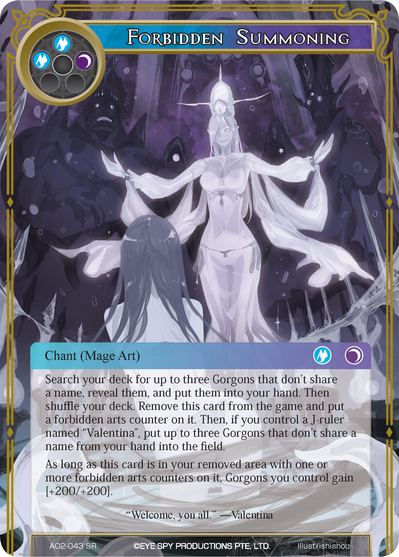 Forbidden Summoning
Chant (Mage Art)
Search your deck for up to three Gorgons that don't share
a name, reveal them, and put them into your hand. Then
shuffle your deck. Remove this card from the game and put
a forbidden arts counter on it. Then, if you control a J-ruler
named "Valentina", put up to three Gorgons that don't share a
name from your hand into the field.
As long as this card is in your removed area with one or
more forbidden arts counters on it, Gorgons you control gain
[+200/+200].
"Welcome, you all." —Valentina
AO2-043 SR
©EYE SPY PRODUCTIONS PTE. LTD.
Illust/ishishou